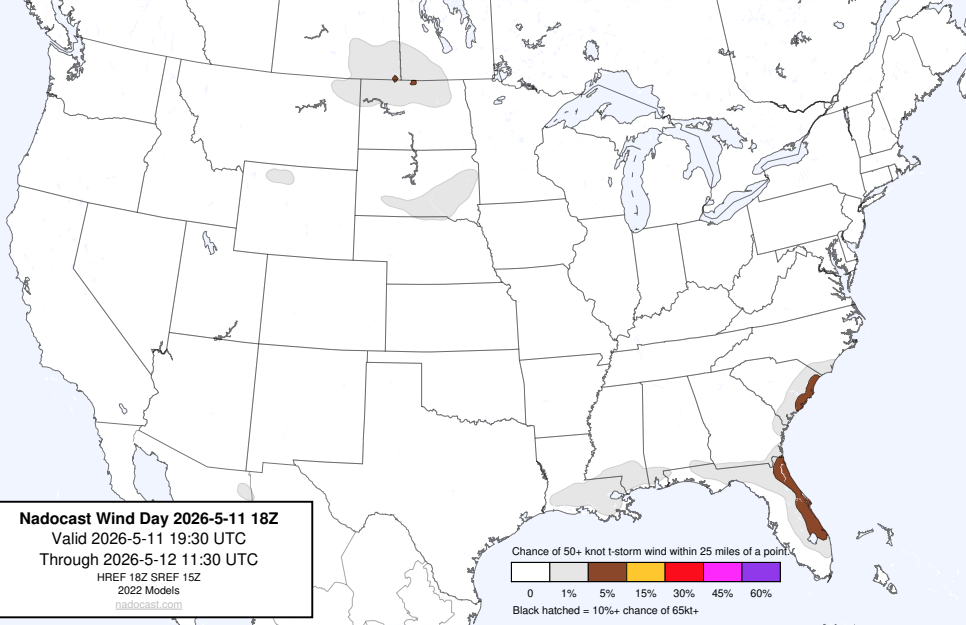 Nadocast Wind Day 2026-5-11 18Z
Valid 2026-5-11 19:30 UTC
Through 2026-5-12 11:30 UTC
HREF 18Z SREF 15Z
2022 Models
nadocast.com
Chance of 50+ knot t-storm wind within 25 miles of a point.
0 1% 5% 15% 30% 45% 60%
Black hatched = 10%+ chance of 65kt+